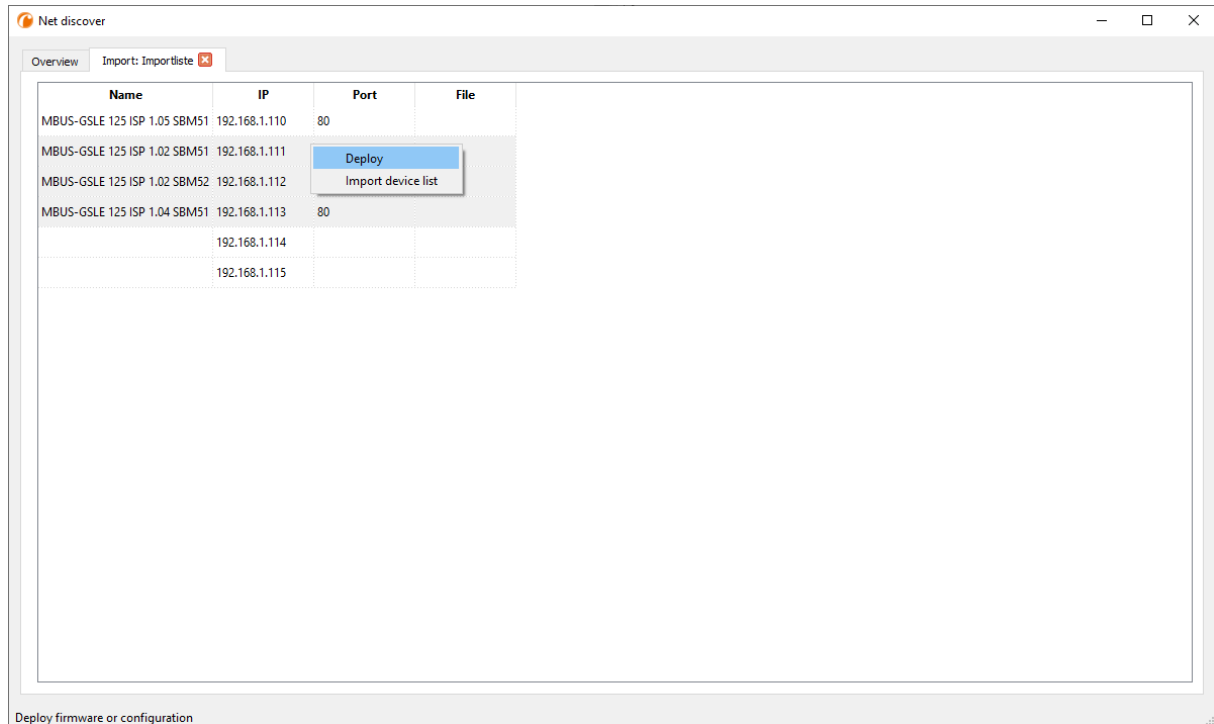 Net discover
Overview Import: Importliste
Name IP Port File
MBUS-GSLE 125 ISP 1.05 SBM51 192.168.1.110 80
MBUS-GSLE 125 ISP 1.02 SBM51 192.168.1.111
Deploy
MBUS-GSLE 125 ISP 1.02 SBM52 192.168.1.112
Import device list
MBUS-GSLE 125 ISP 1.04 SBM51 192.168.1.113 80
192.168.1.114
192.168.1.115
Deploy firmware or configuration